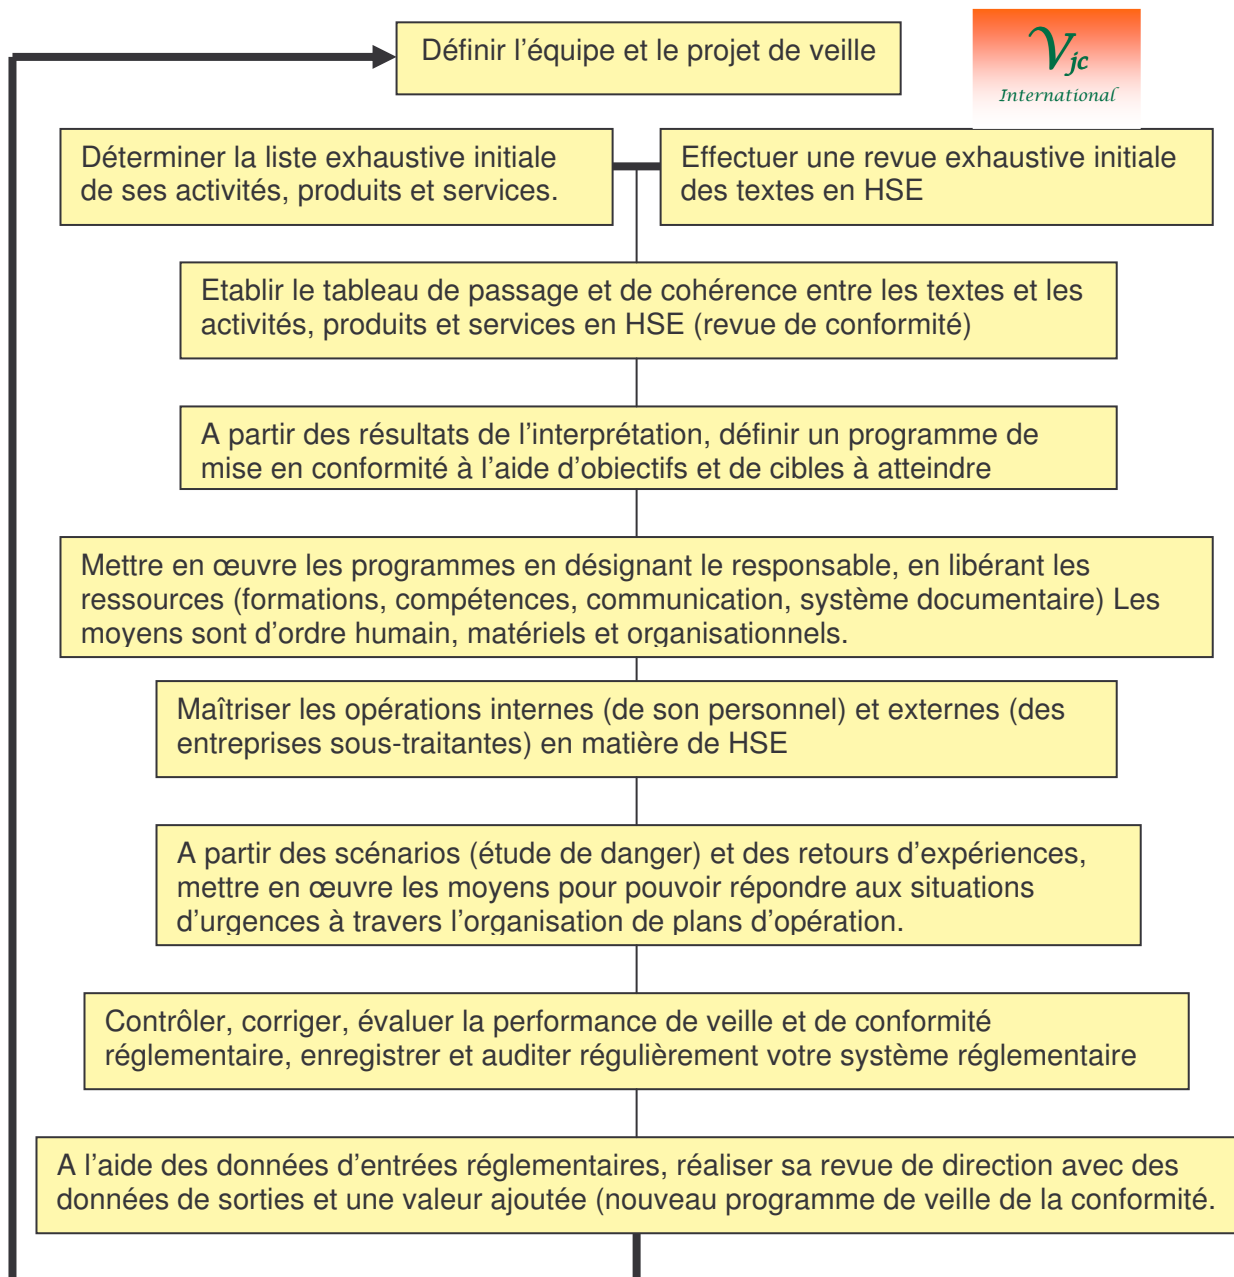 Définir l’équipe et le projet de veille
Vjc
International
Déterminer la liste exhaustive initiale
de ses activités, produits et services.
Effectuer une revue exhaustive initiale
des textes en HSE
Etablir le tableau de passage et de cohérence entre les textes et les
activités, produits et services en HSE (revue de conformité)
A partir des résultats de l’interprétation, définir un programme de
mise en conformité à l’aide d’objectifs et de cibles à atteindre
Mettre en œuvre les programmes en désignant le responsable, en libérant les
ressources (formations, compétences, communication, système documentaire) Les
moyens sont d’ordre humain, matériels et organisationnels.
Maîtriser les opérations internes (de son personnel) et externes (des
entreprises sous-traitantes) en matière de HSE
A partir des scénarios (étude de danger) et des retours d’expériences,
mettre en œuvre les moyens pour pouvoir répondre aux situations
d’urgences à travers l’organisation de plans d’opération.
Contrôler, corriger, évaluer la performance de veille et de conformité
réglementaire, enregistrer et auditer régulièrement votre système réglementaire
A l’aide des données d’entrées réglementaires, réaliser sa revue de direction avec des
données de sorties et une valeur ajoutée (nouveau programme de veille de la conformité.